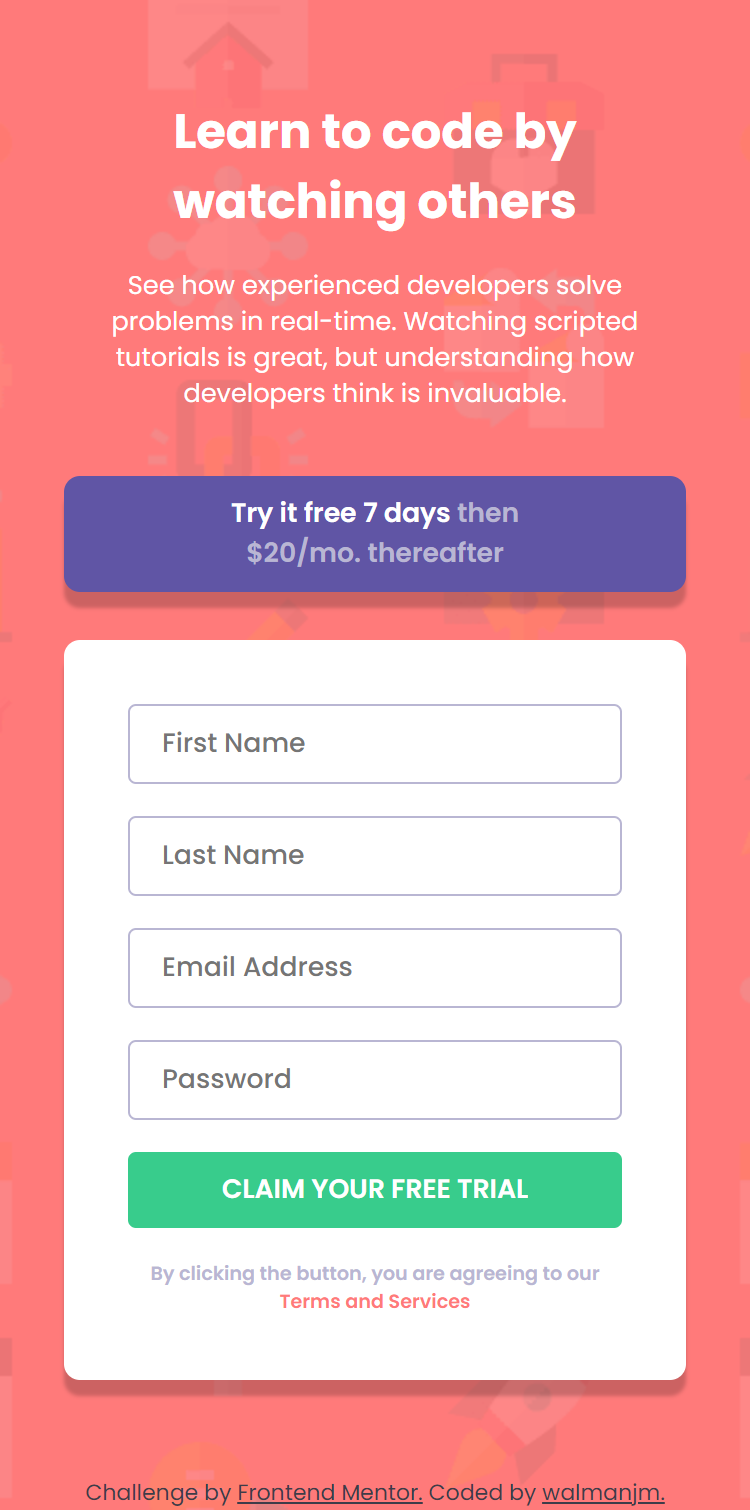 Learn to code by
watching others
See how experienced developers solve
problems in real-time. Watching scripted
tutorials is great, but understanding how
developers think is invaluable.
Try it free 7 days then
$20/mo. thereafter
First Name
Last Name
Email Address
Password
CLAIM YOUR FREE TRIAL
By clicking the button, you are agreeing to our
Terms and Services
Challenge by Frontend Mentor. Coded by walmanjm.